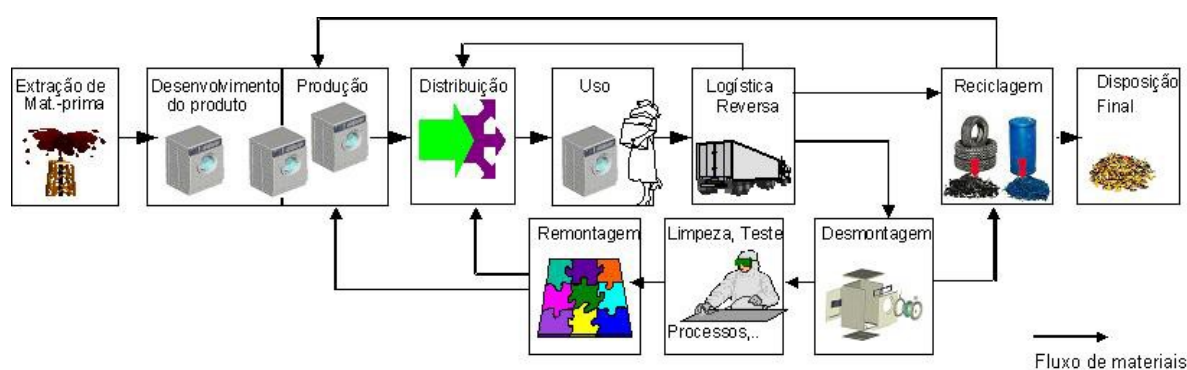 Extração de
Mat.-prima
Desenvolvimento
do produto
Produção
Distribuição
Uso
Logística
Reversa
Reciclagem
Disposição
Final
Remontagem
Limpeza, Teste
Processos,..
Desmontagem
Fluxo de materiais